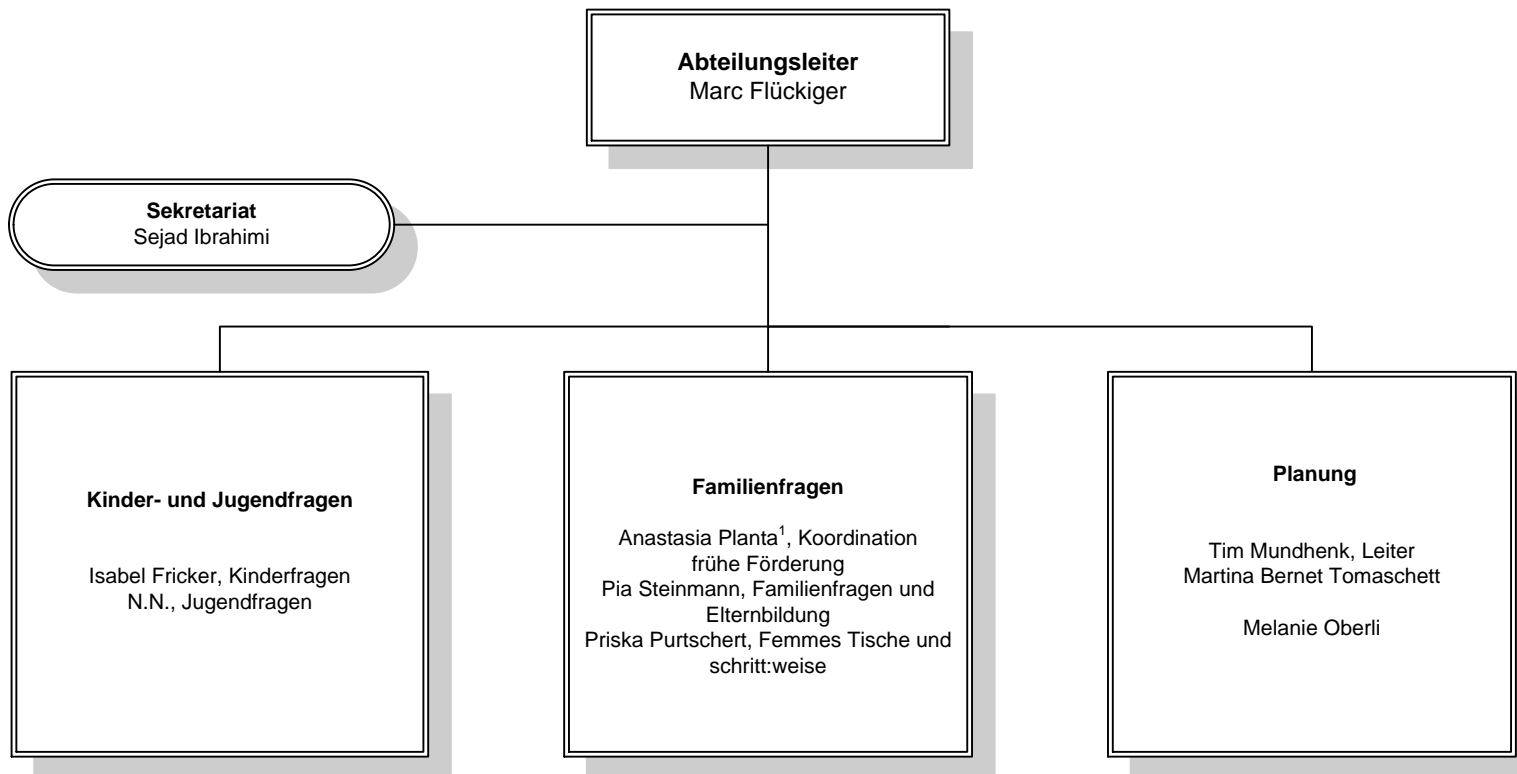 Abteilungsleiter
Marc Flückiger
Sekretariat
Sejad Ibrahimi
Kinder- und Jugendfragen
Isabel Fricker, Kinderfragen
N.N., Jugendfragen
Familienfragen
Anastasia Planta¹, Koordination
frühe Förderung
Pia Steinmann, Familienfragen und
Elternbildung
Priska Purtschert, Femmes Tische und
schritt:weise
Planung
Tim Mundhenk, Leiter
Martina Bernet Tomaschett
Melanie Oberli